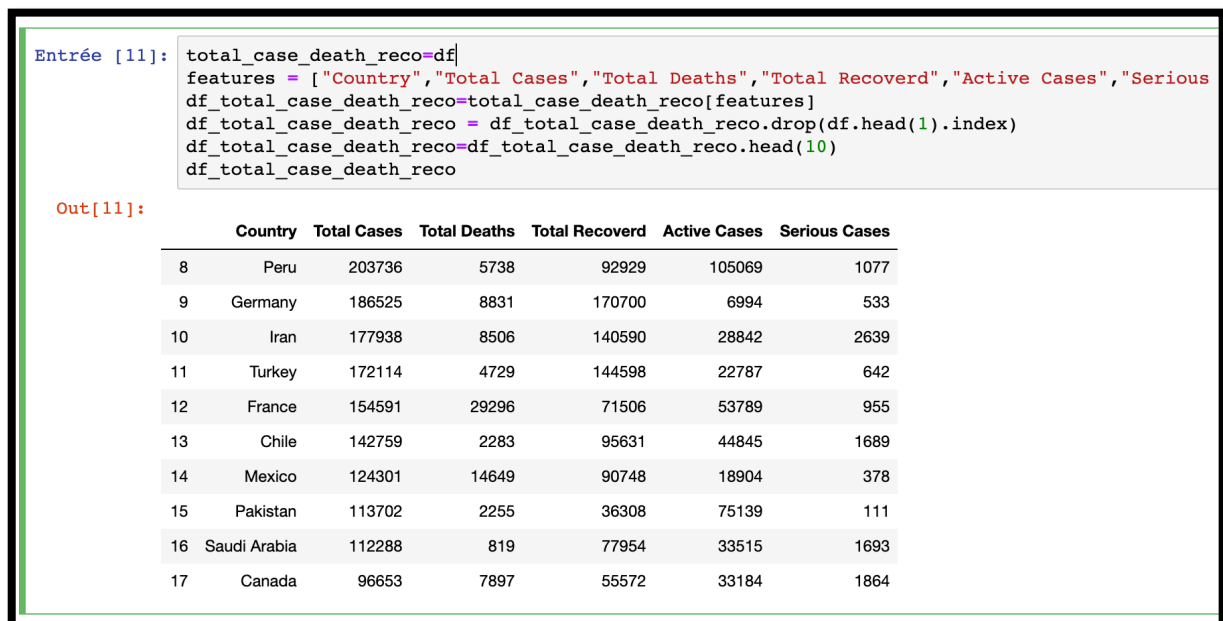 Entrée [11]: total_case_death_reco=df
features = ["Country","Total Cases","Total Deaths","Total Recoverd","Active Cases","Serious
df_total_case_death_reco=total_case_death_reco[features]
df_total_case_death_reco = df_total_case_death_reco.drop(df.head(1).index)
df_total_case_death_reco=df_total_case_death_reco.head(10)
df_total_case_death_reco
Out[11]:
Country Total Cases Total Deaths Total Recoverd Active Cases Serious Cases
8 Peru 203736 5738 92929 105069 1077
9 Germany 186525 8831 170700 6994 533
10 Iran 177938 8506 140590 28842 2639
11 Turkey 172114 4729 144598 22787 642
12 France 154591 29296 71506 53789 955
13 Chile 142759 2283 95631 44845 1689
14 Mexico 124301 14649 90748 18904 378
15 Pakistan 113702 2255 36308 75139 111
16 Saudi Arabia 112288 819 77954 33515 1693
17 Canada 96653 7897 55572 33184 1864